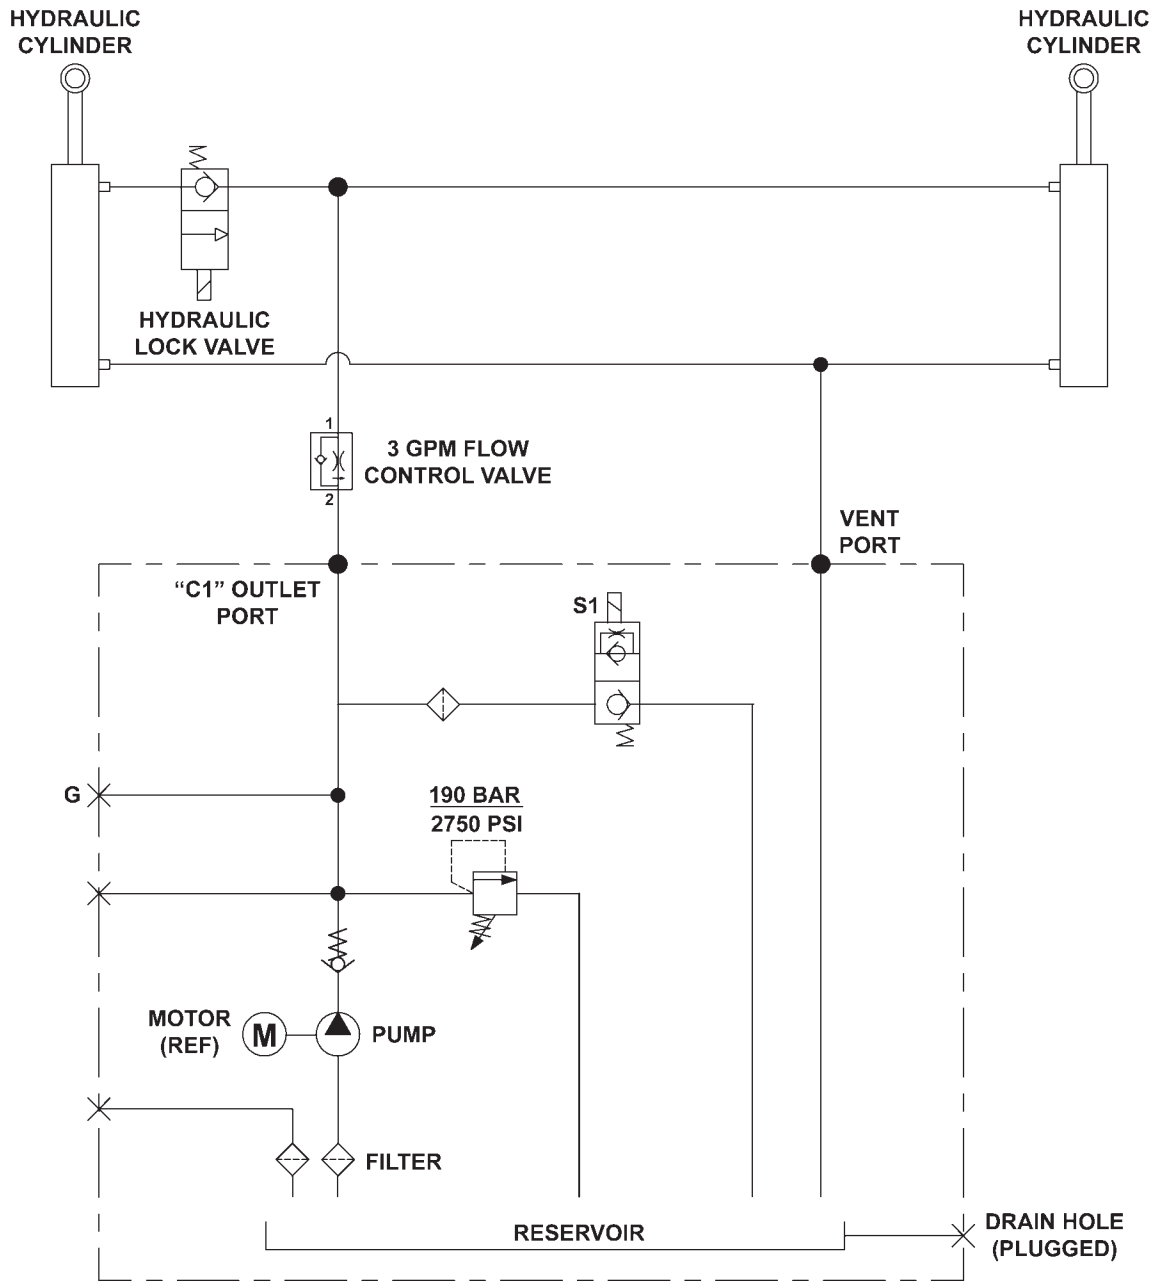 HYDRAULIC
CYLINDER
HYDRAULIC
CYLINDER
HYDRAULIC
LOCK VALVE
1
3 GPM FLOW
CONTROL VALVE
2
VENT
PORT
“C1” OUTLET
PORT
S1
G
190 BAR
2750 PSI
MOTOR
(REF)
M
PUMP
FILTER
RESERVOIR
DRAIN HOLE
(PLUGGED)